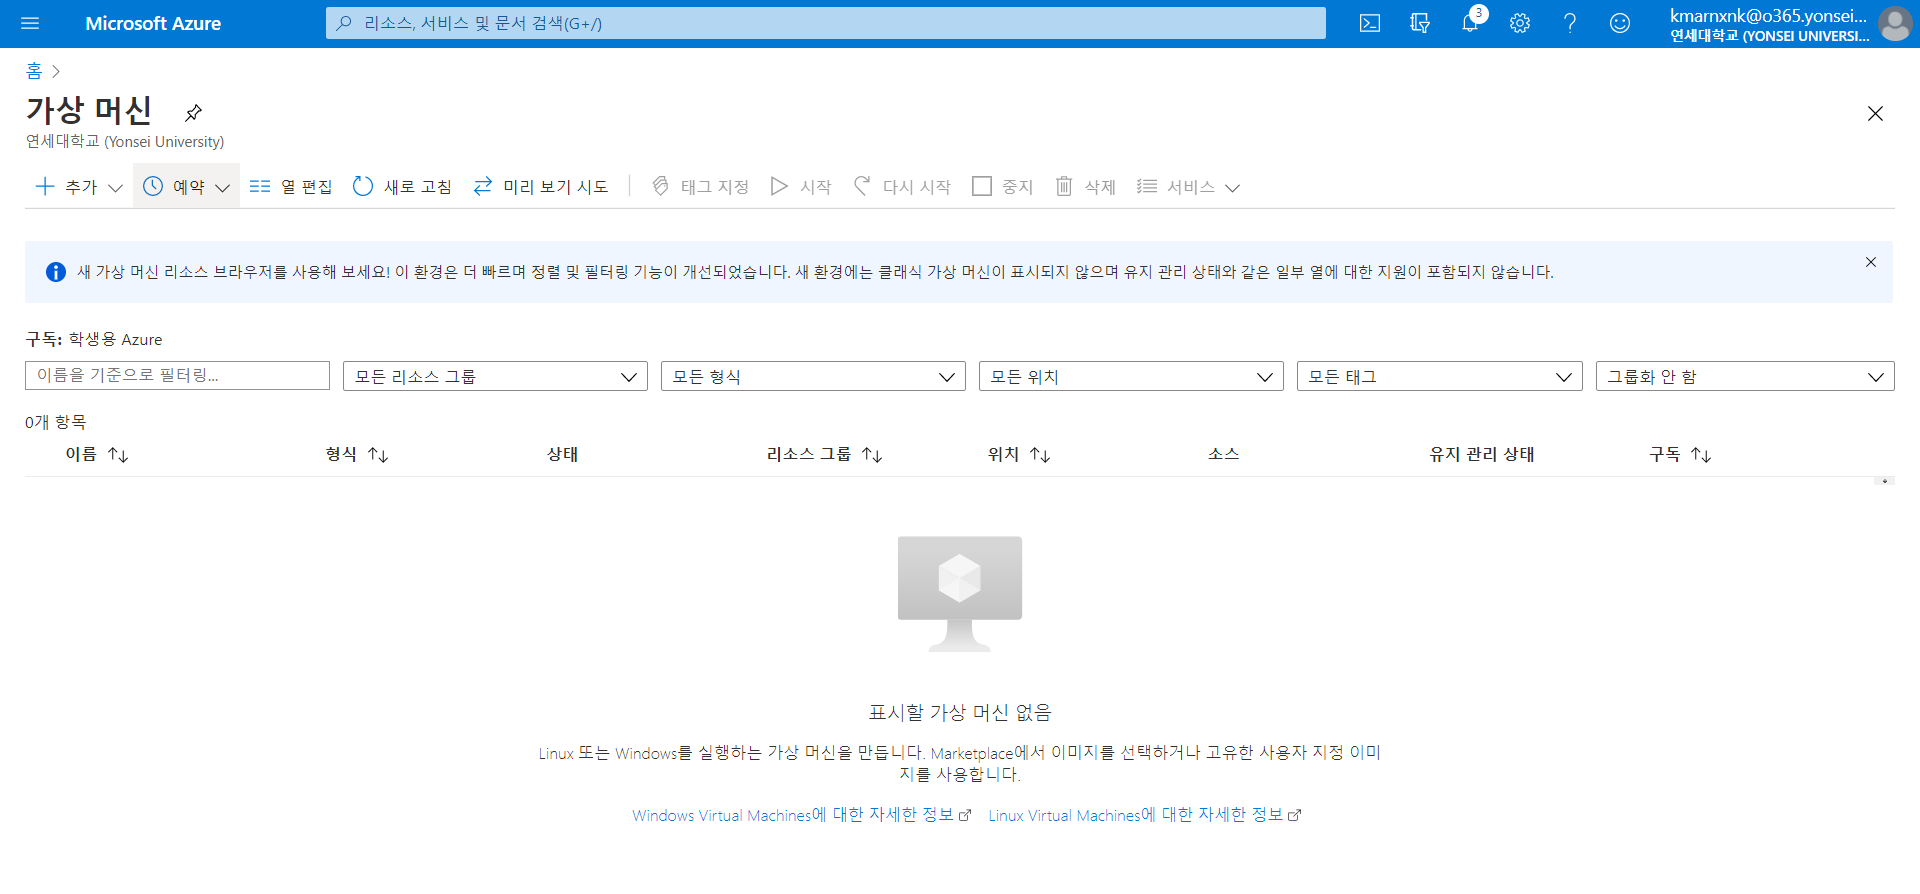 Microsoft Azure
리소스, 서비스 및 문서 검색(G+/)
3
kmarnxnk@o365.yonsei...
연세대학교 (YONSEI UNIVERSI...
홈
가상 머신
연세대학교 (Yonsei University)
추가 예약 열 편집 새로 고침 미리 보기 시도 태그 지정 시작 다시 시작 중지 삭제 서비스
새 가상 머신 리소스 브라우저를 사용해 보세요! 이 환경은 더 빠르며 정렬 및 필터링 기능이 개선되었습니다. 새 환경에는 클래식 가상 머신이 표시되지 않으며 유지 관리 상태와 같은 일부 열에 대한 지원이 포함되지 않습니다.
구독: 학생용 Azure
이름을 기준으로 필터링... 모든 리소스 그룹 모든 형식 모든 위치 모든 태그 그룹화 안 함
0개 항목
이름 형식 상태 리소스 그룹 위치 소스 유지 관리 상태 구독
표시할 가상 머신 없음
Linux 또는 Windows를 실행하는 가상 머신을 만듭니다. Marketplace에서 이미지를 선택하거나 고유한 사용자 지정 이미
지를 사용합니다.
Windows Virtual Machines에 대한 자세한 정보 Linux Virtual Machines에 대한 자세한 정보